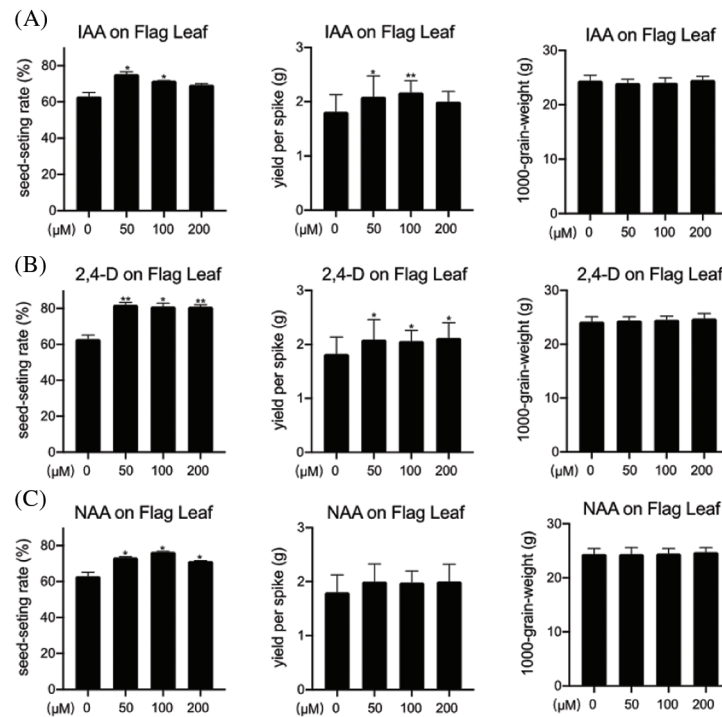 (A)
IAA on Flag Leaf
seed-seting rate (%)
80
60
40
20
0
(μM) 0 50 100 200
* *
IAA on Flag Leaf
yield per spike (g)
3
2
1
0
(μM) 0 50 100 200
* **
IAA on Flag Leaf
1000-grain-weight (g)
30
20
10
0
(μM) 0 50 100 200
(B)
2,4-D on Flag Leaf
seed-seting rate (%)
100
80
60
40
0
(μM) 0 50 100 200
** * **
2,4-D on Flag Leaf
yield per spike (g)
3
2
1
0
(μM) 0 50 100 200
* * *
2,4-D on Flag Leaf
1000-grain-weight (g)
30
20
10
0
(μM) 0 50 100 200
(C)
NAA on Flag Leaf
seed-seting rate (%)
80
60
40
20
0
(μM) 0 50 100 200
* * *
NAA on Flag Leaf
yield per spike (g)
3
2
1
0
(μM) 0 50 100 200
NAA on Flag Leaf
1000-grain-weight (g)
30
20
10
0
(μM) 0 50 100 200